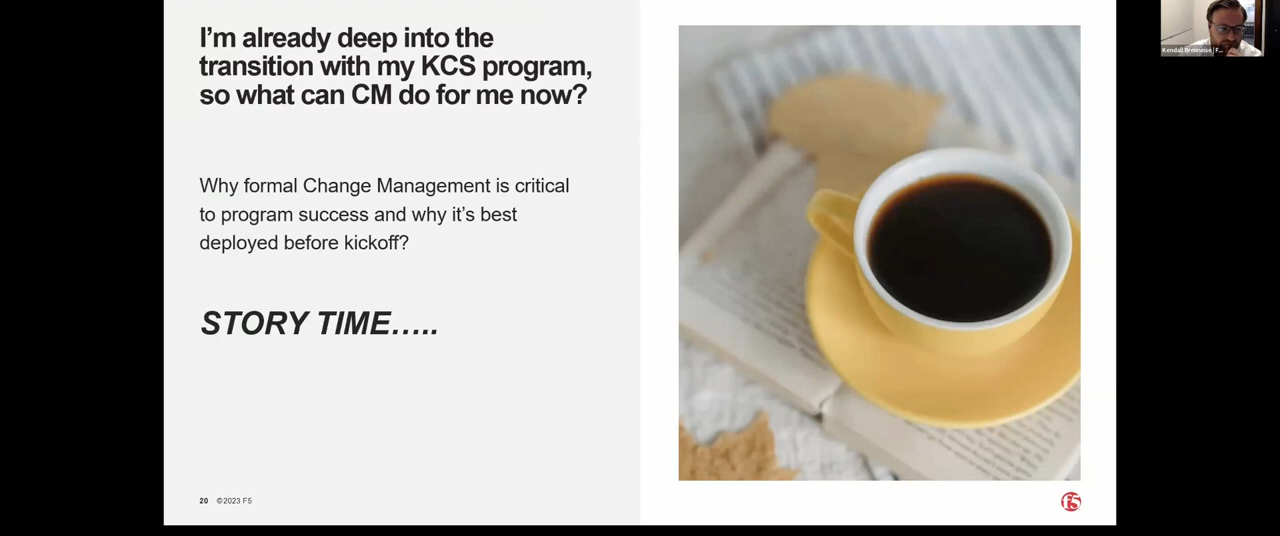 I’m already deep into the
transition with my KCS program,
so what can CM do for me now?
Why formal Change Management is critical
to program success and why it’s best
deployed before kickoff?
STORY TIME…..
20 ©2023 F5
f5
Kendall